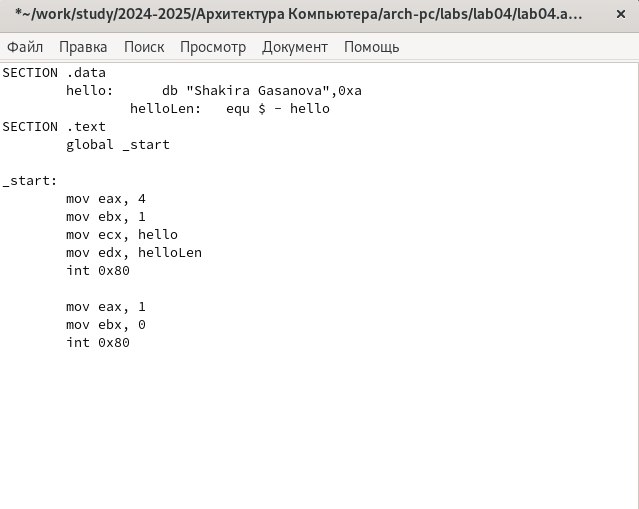 *~/work/study/2024-2025/Архитектура Компьютера/arch-pc/labs/lab04/lab04.a...
Файл Правка Поиск Просмотр Документ Помощь
SECTION .data
hello: db "Shakira Gasanova",0xa
helloLen: equ $ - hello
SECTION .text
global _start
_start:
mov eax, 4
mov ebx, 1
mov ecx, hello
mov edx, helloLen
int 0x80
mov eax, 1
mov ebx, 0
int 0x80